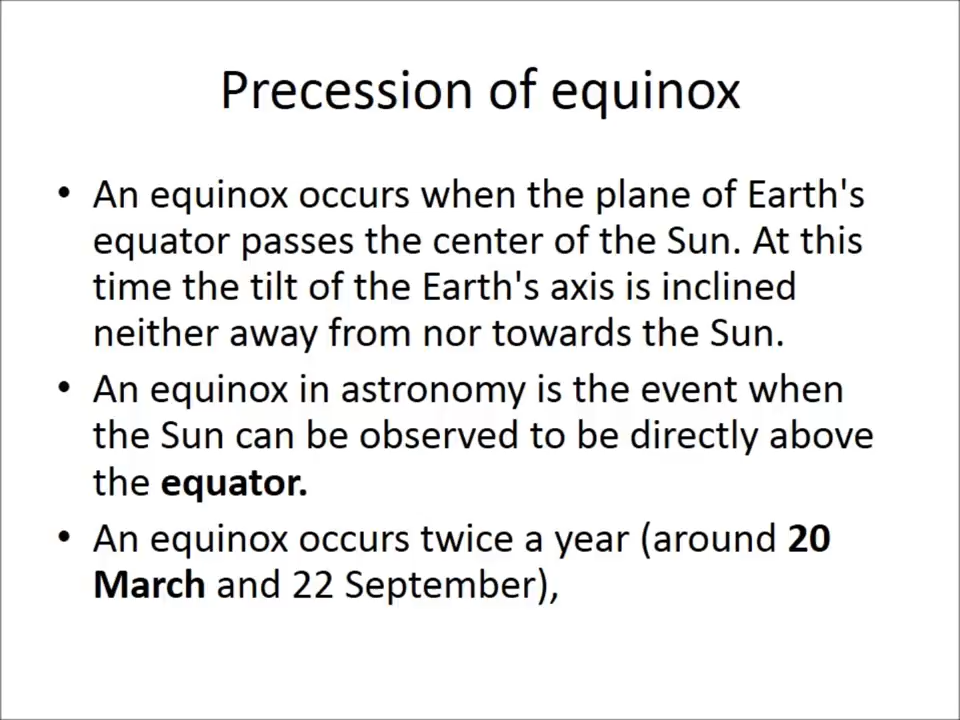 Precession of equinox
• An equinox occurs when the plane of Earth's
equator passes the center of the Sun. At this
time the tilt of the Earth's axis is inclined
neither away from nor towards the Sun.
• An equinox in astronomy is the event when
the Sun can be observed to be directly above
the equator.
• An equinox occurs twice a year (around 20
March and 22 September),